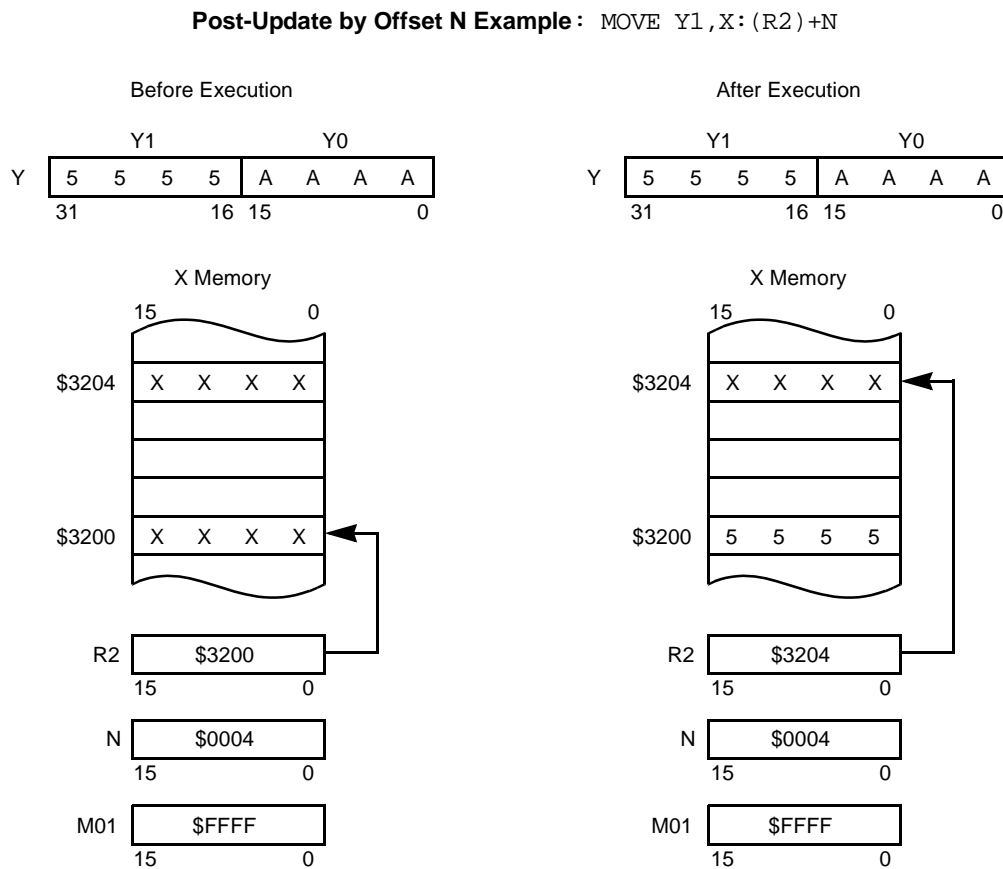 Post-Update by Offset N Example: MOVE Y1,X:(R2)+N
Before Execution
Y1 Y0
Y 5 5 5 5 A A A A
31 16 15 0
X Memory
15 0
$3204 X X X X
$3200 X X X X
R2 $3200
15 0
N $0004
15 0
M01 $FFFF
15 0
After Execution
Y1 Y0
Y 5 5 5 5 A A A A
31 16 15 0
X Memory
15 0
$3204 X X X X
$3200 5 5 5 5
R2 $3204
15 0
N $0004
15 0
M01 $FFFF
15 0